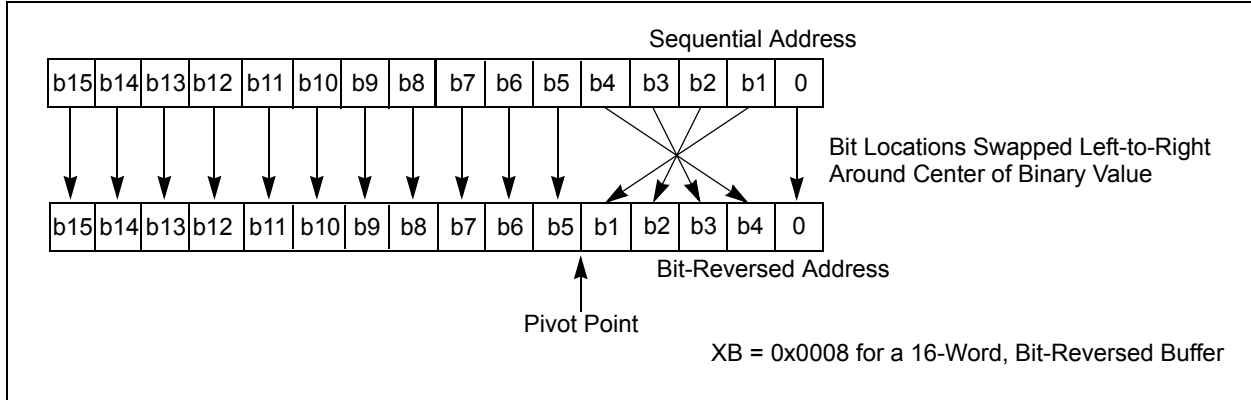 Sequential Address
b15 b14 b13 b12 b11 b10 b9 b8 b7 b6 b5 b4 b3 b2 b1 0
Bit Locations Swapped Left-to-Right
Around Center of Binary Value
b15 b14 b13 b12 b11 b10 b9 b8 b7 b6 b5 b1 b2 b3 b4 0
Bit-Reversed Address
Pivot Point
XB = 0x0008 for a 16-Word, Bit-Reversed Buffer